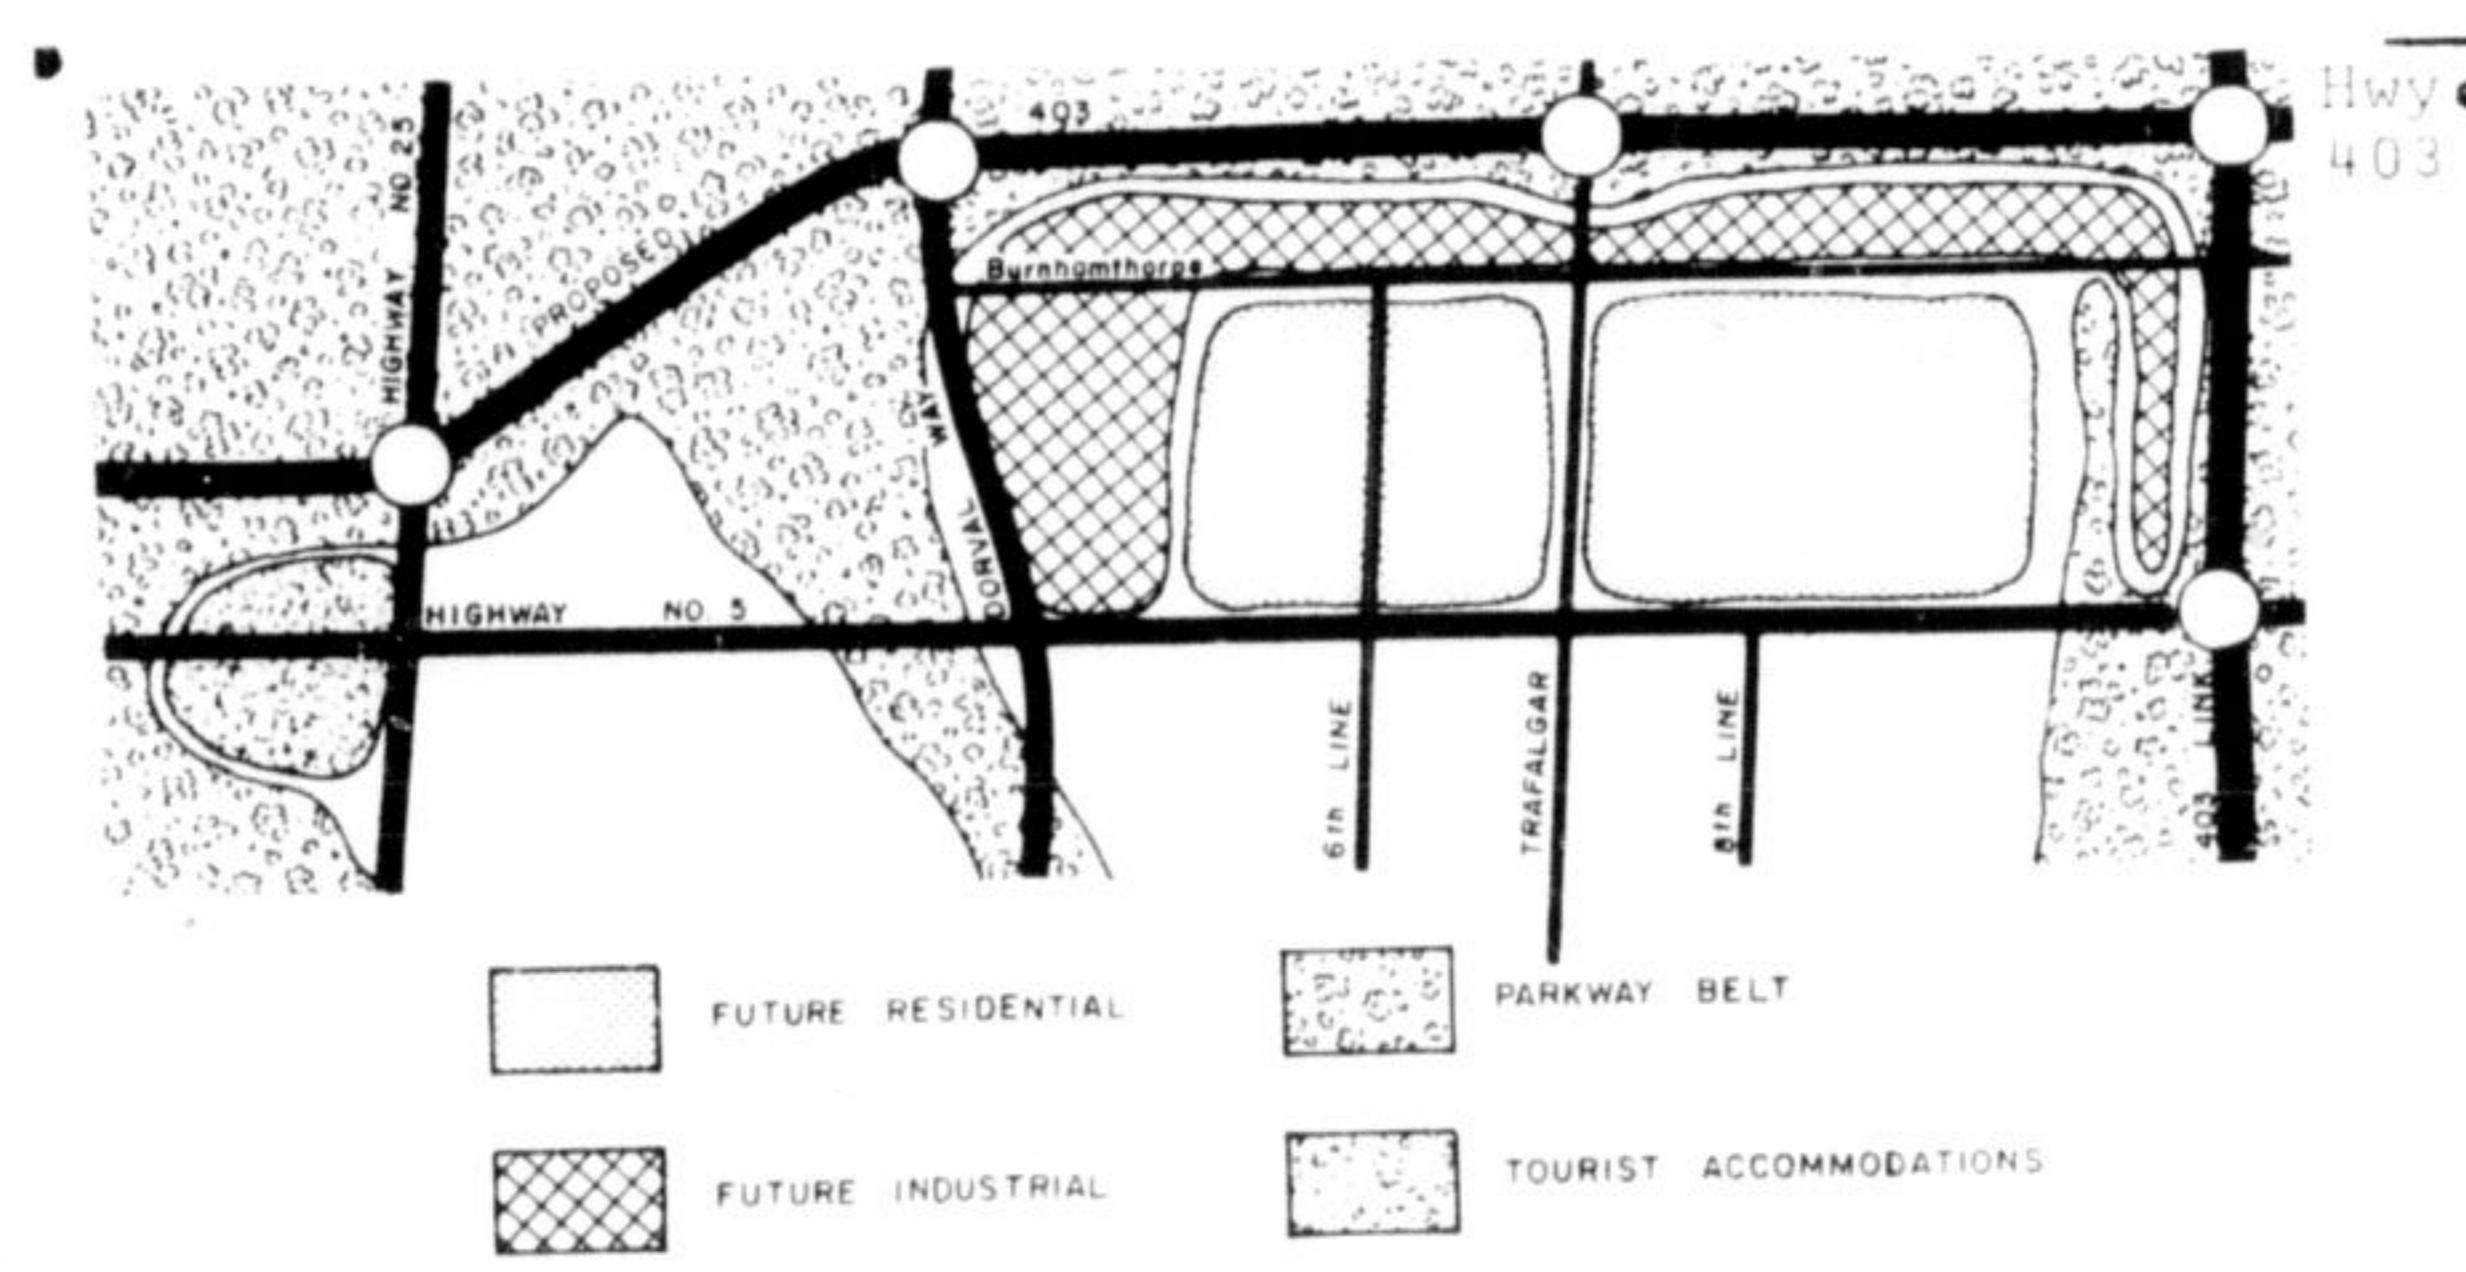 403
Hwy
403
HIGHWAY NO 25
PROPOSED
Burnhamthorpe
WAY
DORVAL
HIGHWAY NO. 5
6th LINE
TRAFALGAR
8th LINE
403 LINK
FUTURE RESIDENTIAL
PARKWAY BELT
FUTURE INDUSTRIAL
TOURIST ACCOMMODATIONS